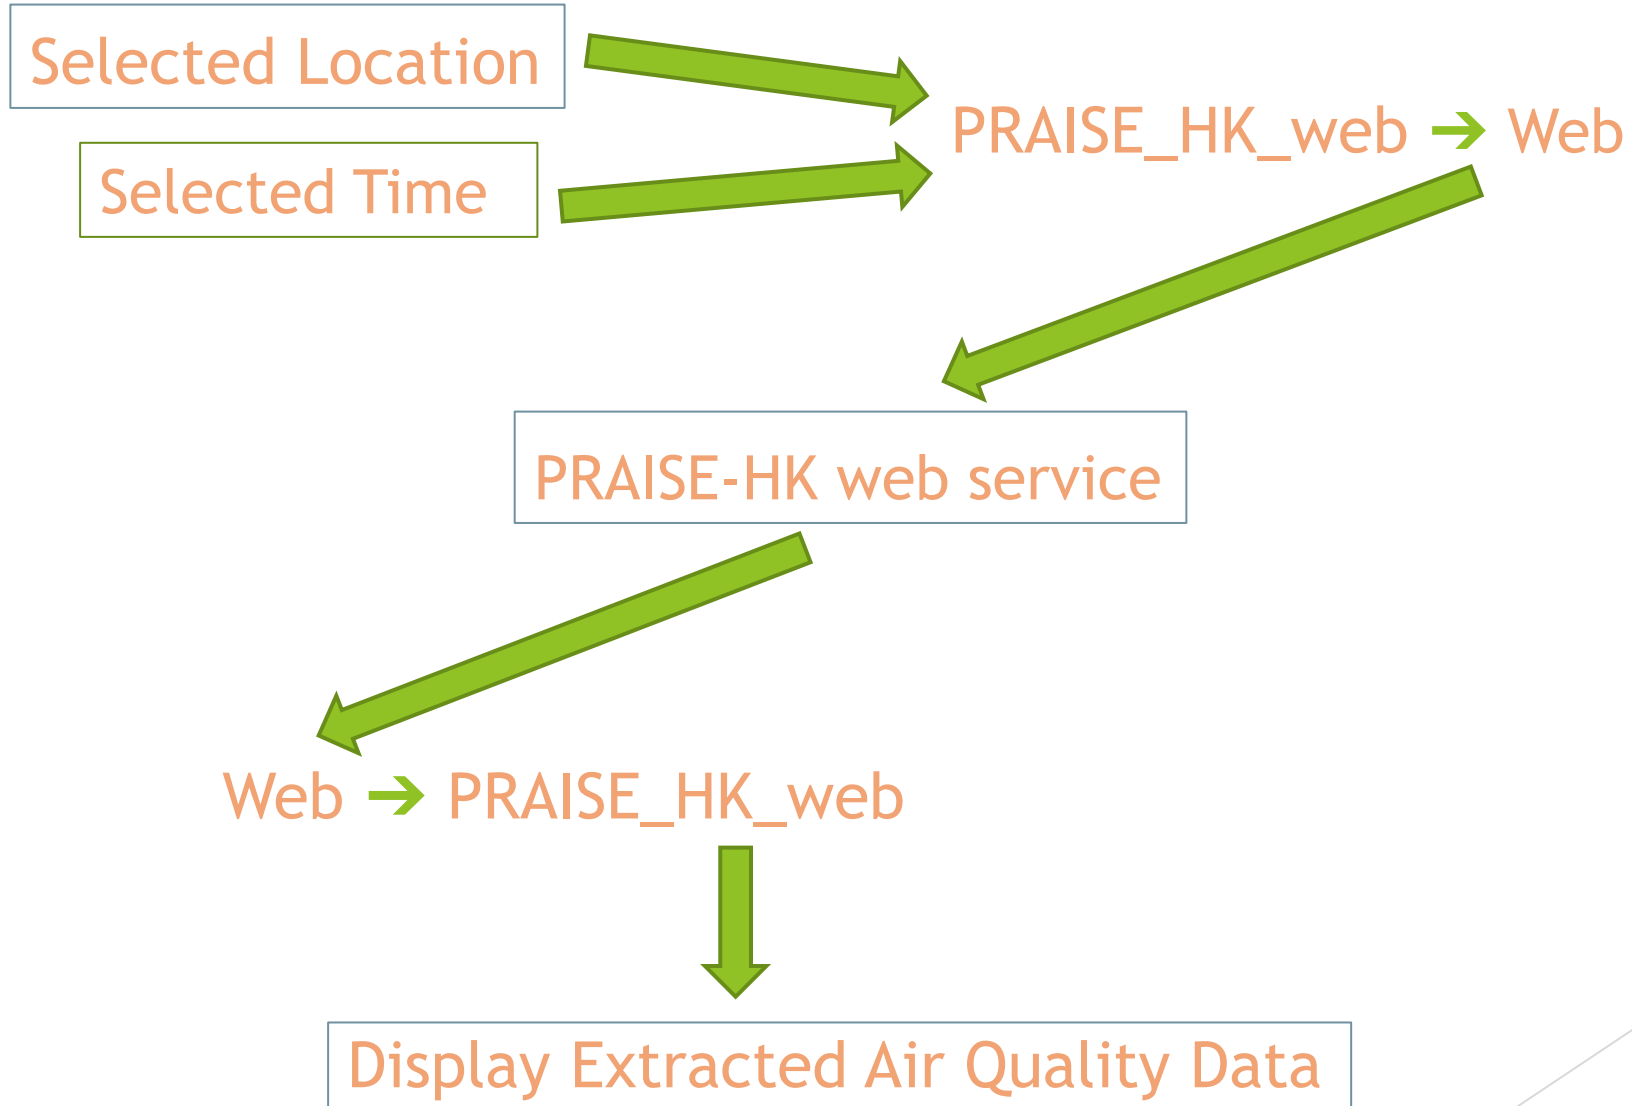 Selected Location
Selected Time
PRAISE_HK_web ➔ Web
PRAISE-HK web service
Web ➔ PRAISE_HK_web
Display Extracted Air Quality Data